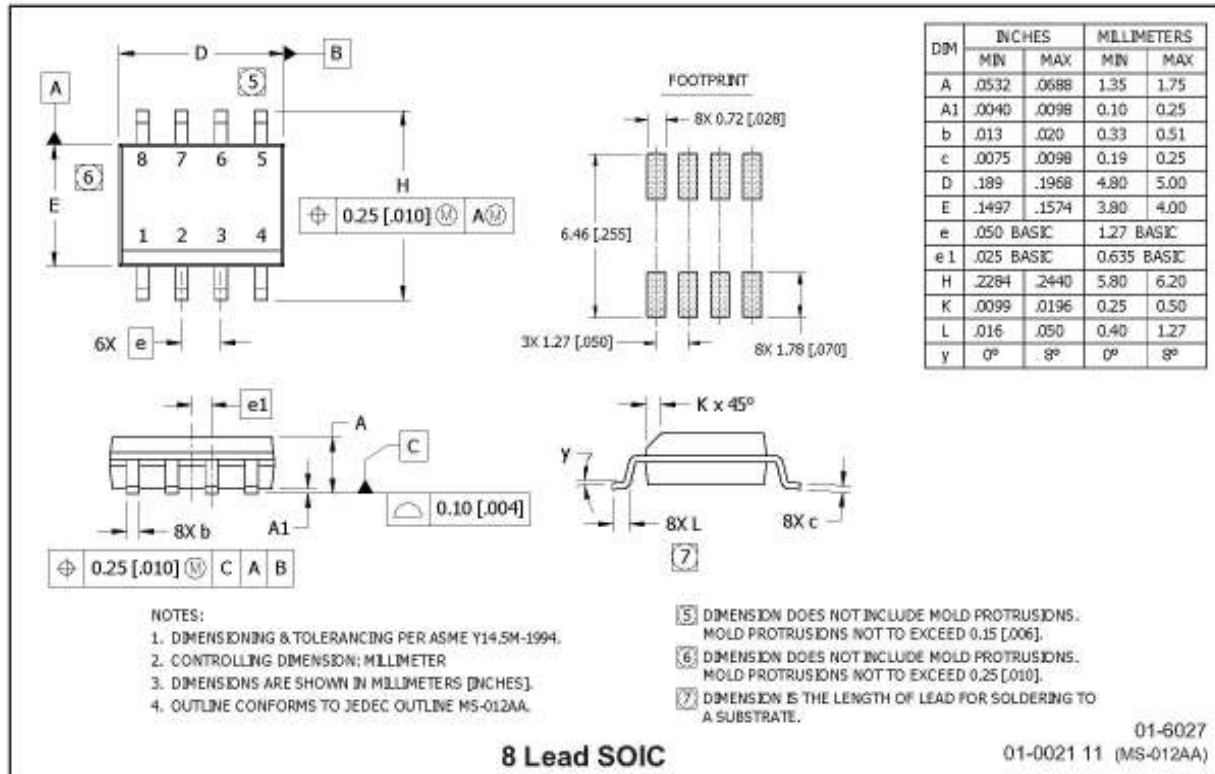 D
B
5
A
8 7 6 5
6
E
H
⌖ 0.25 [.010] Ⓜ AⓂ
1 2 3 4
6X e
FOOTPRINT
8X 0.72 [.028]
6.46 [.255]
3X 1.27 [.050]
8X 1.78 [.070]
DIM INCHES MILLIMETERS
MIN MAX MIN MAX
A .0532 .0688 1.35 1.75
A1 .0040 .0098 0.10 0.25
b .013 .020 0.33 0.51
c .0075 .0098 0.19 0.25
D .189 .1968 4.80 5.00
E .1497 .1574 3.80 4.00
e .050 BASIC 1.27 BASIC
e 1 .025 BASIC 0.635 BASIC
H .2284 .2440 5.80 6.20
K .0099 .0196 0.25 0.50
L .016 .050 0.40 1.27
y 0° 8° 0° 8°
e1
A
C
0.10 [.004]
A1
8X b
⌖ 0.25 [.010] Ⓜ C A B
K x 45°
y
8X L
8X c
7
NOTES:
1. DIMENSIONING & TOLERANCING PER ASME Y14.5M-1994.
2. CONTROLLING DIMENSION: MILLIMETER
3. DIMENSIONS ARE SHOWN IN MILLIMETERS [INCHES].
4. OUTLINE CONFORMS TO JEDEC OUTLINE MS-012AA.
5 DIMENSION DOES NOT INCLUDE MOLD PROTRUSIONS.
MOLD PROTRUSIONS NOT TO EXCEED 0.15 [.006].
6 DIMENSION DOES NOT INCLUDE MOLD PROTRUSIONS.
MOLD PROTRUSIONS NOT TO EXCEED 0.25 [.010].
7 DIMENSION IS THE LENGTH OF LEAD FOR SOLDERING TO
A SUBSTRATE.
8 Lead SOIC
01-6027
01-0021 11 (MS-012AA)